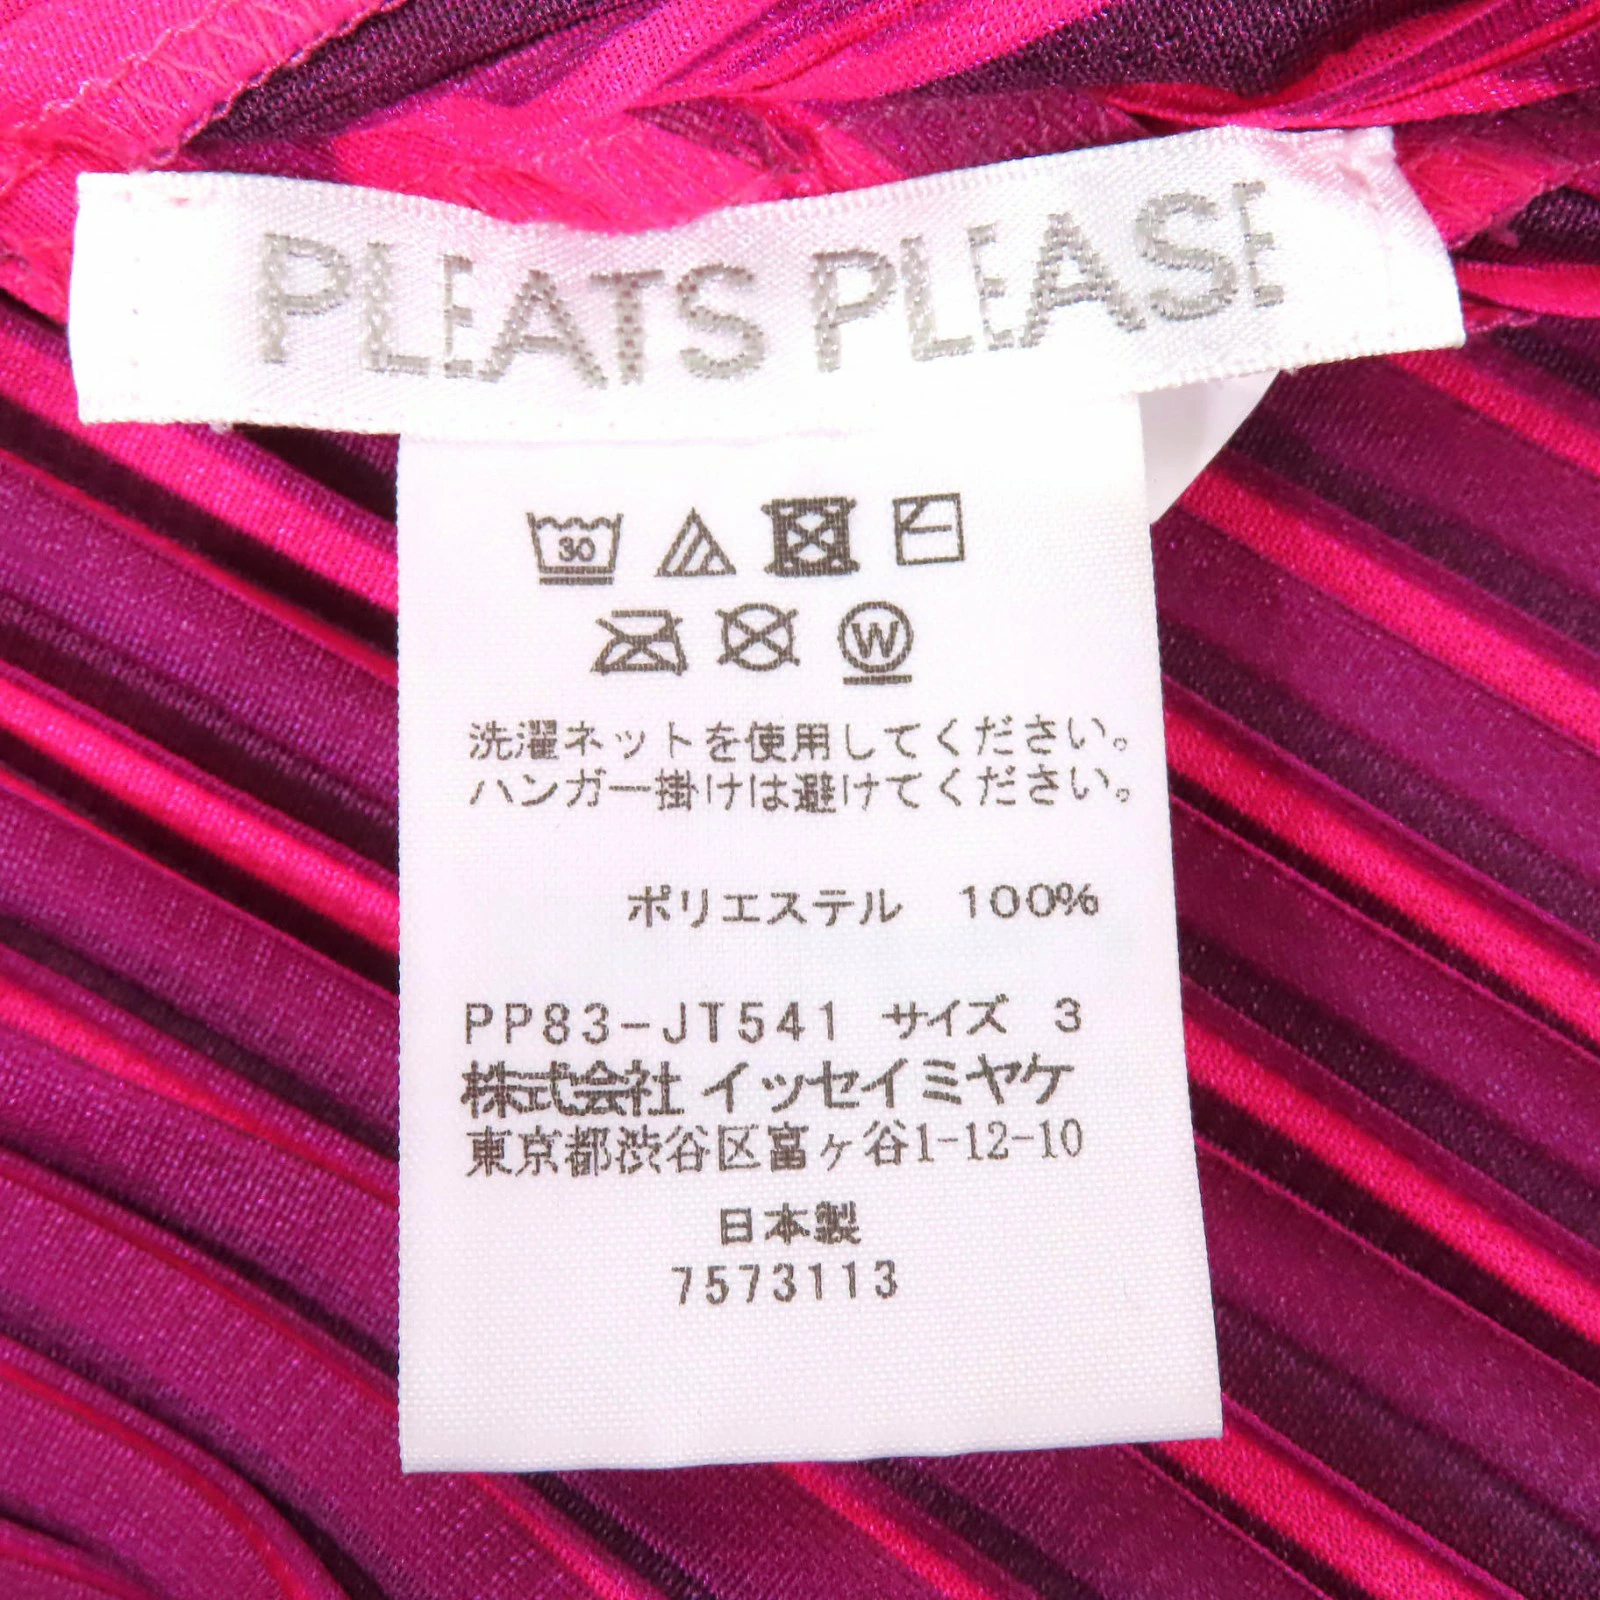 PLEATS PLEASE
30
W
洗濯ネットを使用してください。
ハンガー掛けは避けてください。
ポリエステル 100%
PP83-JT541 サイズ 3
株式会社 イッセイミヤケ
東京都渋谷区富ヶ谷1-12-10
日本製
7573113